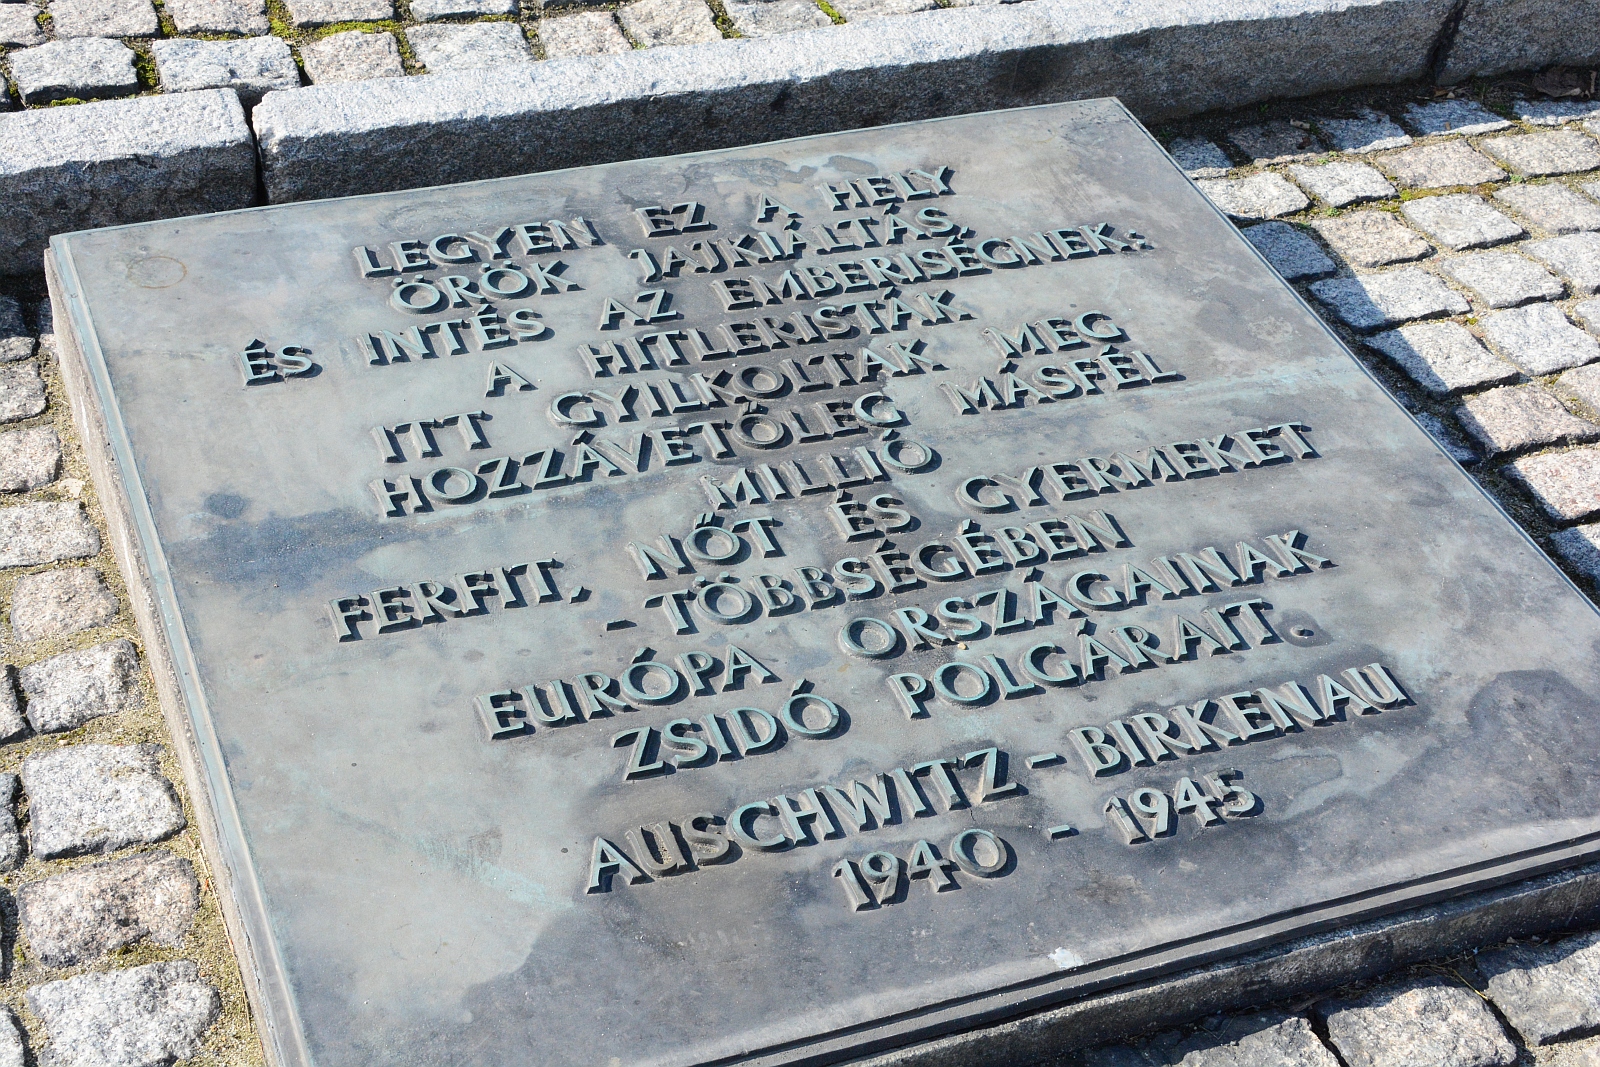 LEGYEN EZ A HELY
ÖRÖK JAJKIÁLTÁS,
ÉS INTÉS AZ EMBERISÉGNEK:
A HITLERISTÁK
ITT GYILKOLTAK MEG
HOZZÁVETŐLEG MÁSFÉL
MILLIÓ
FERFIT, NŐT ÉS GYERMEKET
- TÖBBSÉGÉBEN
EURÓPA ORSZÁGAINAK
ZSIDÓ POLGÁRAIT.
AUSCHWITZ - BIRKENAU
1940 - 1945